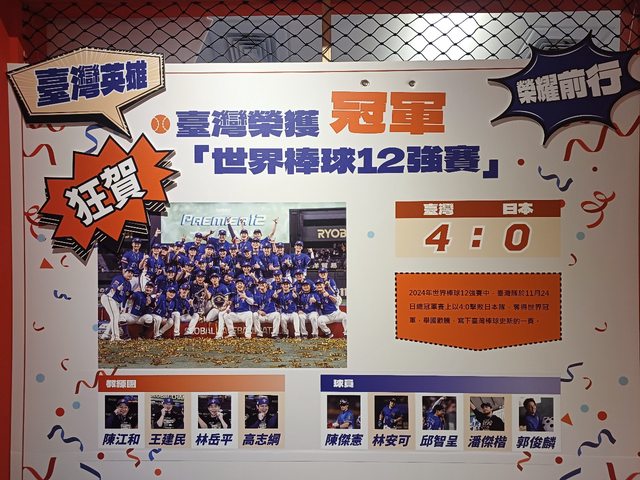 臺灣英雄
榮耀前行
臺灣榮獲 冠軍
「世界棒球12強賽」
狂賀
PREMIER12
RYOB
臺灣 日本
4:0
2024年世界棒球12強賽中，臺灣隊於11月24
日總冠軍賽上以4:0擊敗日本隊，奪得世界冠
軍，舉國歡騰，寫下臺灣棒球史新的一頁。
教練團
球員
陳江和 王建民 林岳平 高志綱
陳傑憲 林安可 邱智呈 潘傑楷 郭俊麟